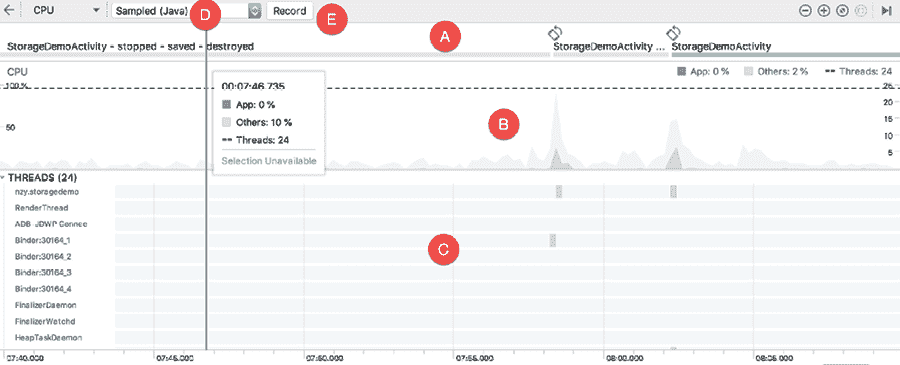 CPU Sampled (Java) D Record E
A
StorageDemoActivity - stopped - saved - destroyed StorageDemoActivity ... StorageDemoActivity
CPU App: 0 % Others: 2 % Threads: 24
100 % 25
00:07:46.735
App: 0 %
Others: 10 %
Threads: 24
Selection Unavailable
B
20
50 15
10
5
THREADS (24)
nzy.storagedemo
RenderThread
ADB-JDWP Connec
Binder:30164_1
C
Binder:30164_2
Binder:30164_3
Binder:30164_4
FinalizerDaemon
FinalizerWatchd
HeapTaskDaemon
07:40.000 07:45.000 07:50.000 07:55.000 08:00.000 08:05.000